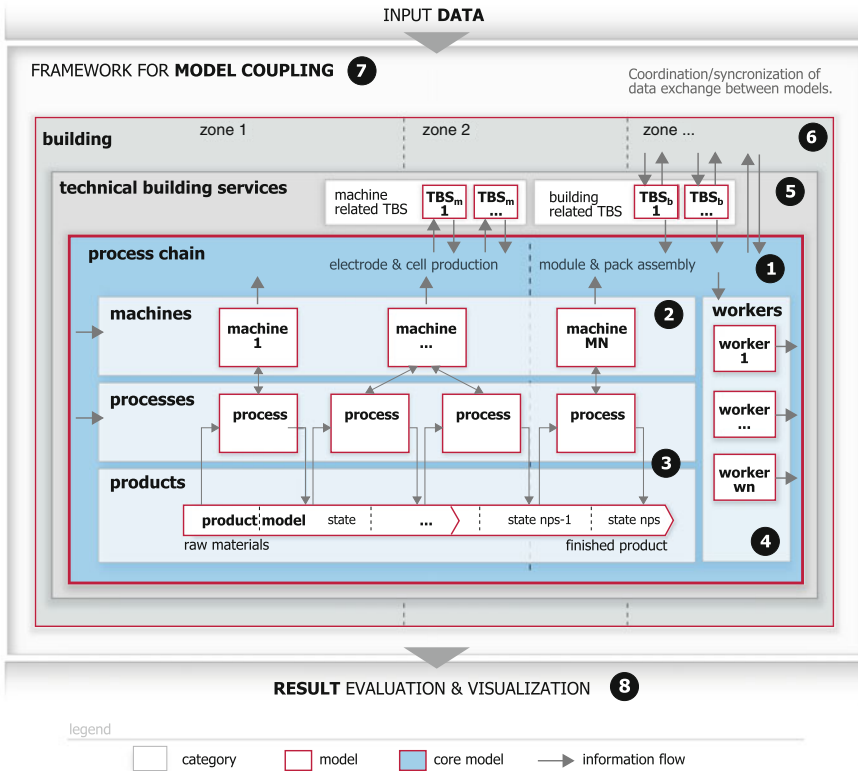 INPUT DATA
FRAMEWORK FOR MODEL COUPLING 7
Coordination/syncronization of
data exchange between models.
building
zone 1
zone 2
zone ...
6
technical building services
machine
related TBS
TBSm
1
TBSm
...
building
related TBS
TBSb
1
TBSb
...
5
process chain
electrode & cell production
module & pack assembly
1
machines
machine
1
machine
...
machine
MN
2
workers
worker
1
worker
...
worker
wn
4
processes
process
process
process
process
3
products
product model
state
...
state nps-1
state nps
raw materials
finished product
RESULT EVALUATION & VISUALIZATION 8
legend
category
model
core model
information flow